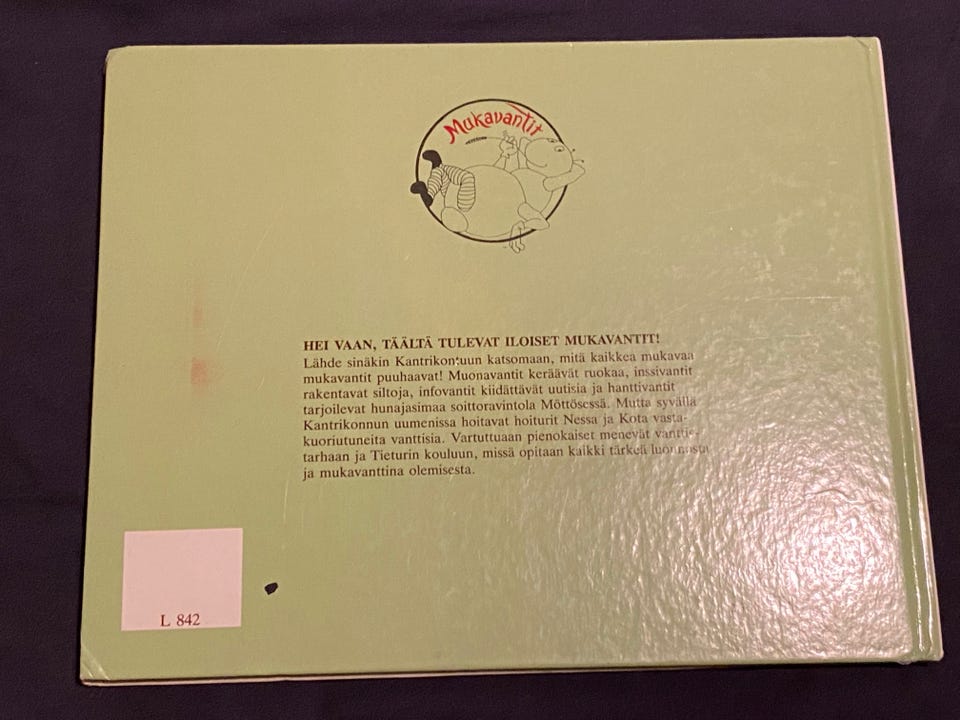 Mukavantit
HEI VAAN, TÄÄLTÄ TULEVAT ILOISET MUKAVANTIT!
Lähde sinäkin Kantrikontuun katsomaan, mitä kaikkea mukavaa
mukavantit puuhaavat! Muonavantit keräävät ruokaa, inssivantit
rakentavat siltoja, infovantit kiidättävät uutisia ja hanttivantit
tarjoilevat hunajasimaa soittoravintola Möttösessä. Mutta syvällä
Kantrikonnun uumenissa hoitavat hoiturit Nessa ja Kota vasta-
kuoriutuneita vanttisia. Vartuttuaan pienokaiset menevät vanttis-
tarhaan ja Tieturin kouluun, missä opitaan kaikki tärkeä luonnosta
ja mukavanttina olemisesta.
L 842